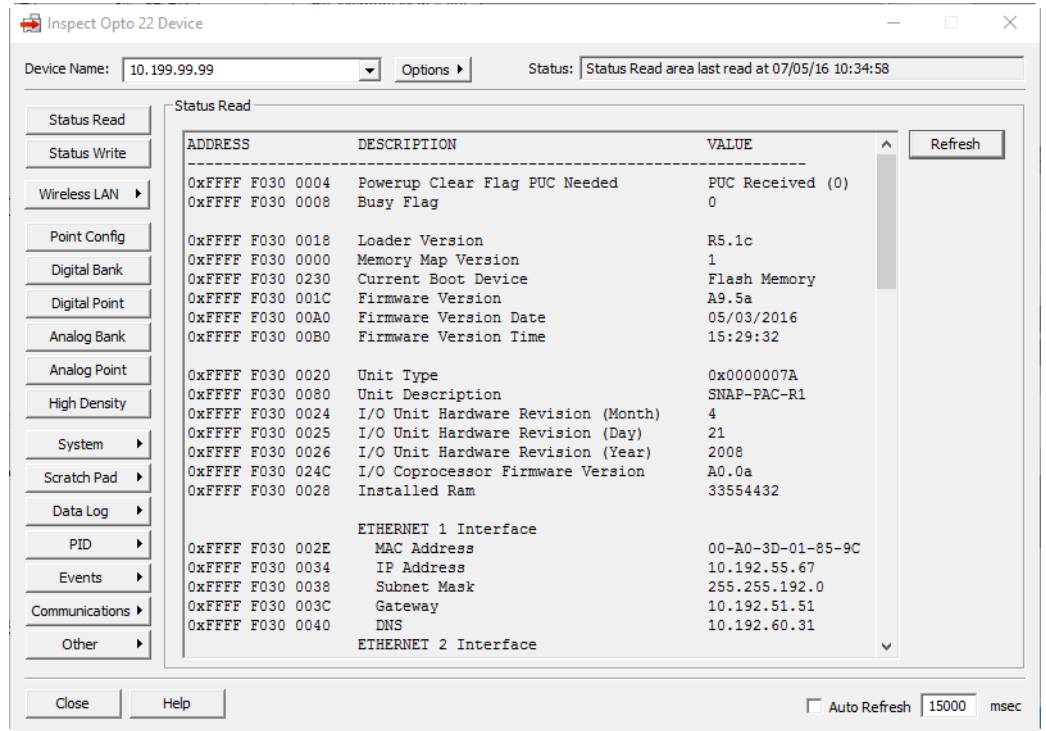 Inspect Opto 22 Device
Device Name: 10.199.99.99 Options Status: Status Read area last read at 07/05/16 10:34:58
Status Read
Status Write
Wireless LAN
Point Config
Digital Bank
Digital Point
Analog Bank
Analog Point
High Density
System
Scratch Pad
Data Log
PID
Events
Communications
Other
Status Read
ADDRESS DESCRIPTION VALUE
--------------------------------------------------------------------------------
0xFFFF F030 0004 Powerup Clear Flag PUC Needed PUC Received (0)
0xFFFF F030 0008 Busy Flag 0
0xFFFF F030 0018 Loader Version R5.1c
0xFFFF F030 0000 Memory Map Version 1
0xFFFF F030 0230 Current Boot Device Flash Memory
0xFFFF F030 001C Firmware Version A9.5a
0xFFFF F030 00A0 Firmware Version Date 05/03/2016
0xFFFF F030 00B0 Firmware Version Time 15:29:32
0xFFFF F030 0020 Unit Type 0x0000007A
0xFFFF F030 0080 Unit Description SNAP-PAC-R1
0xFFFF F030 0024 I/O Unit Hardware Revision (Month) 4
0xFFFF F030 0025 I/O Unit Hardware Revision (Day) 21
0xFFFF F030 0026 I/O Unit Hardware Revision (Year) 2008
0xFFFF F030 024C I/O Coprocessor Firmware Version A0.0a
0xFFFF F030 0028 Installed Ram 33554432
ETHERNET 1 Interface
0xFFFF F030 002E MAC Address 00-A0-3D-01-85-9C
0xFFFF F030 0034 IP Address 10.192.55.67
0xFFFF F030 0038 Subnet Mask 255.255.192.0
0xFFFF F030 003C Gateway 10.192.51.51
0xFFFF F030 0040 DNS 10.192.60.31
ETHERNET 2 Interface
Refresh
Close Help Auto Refresh 15000 msec